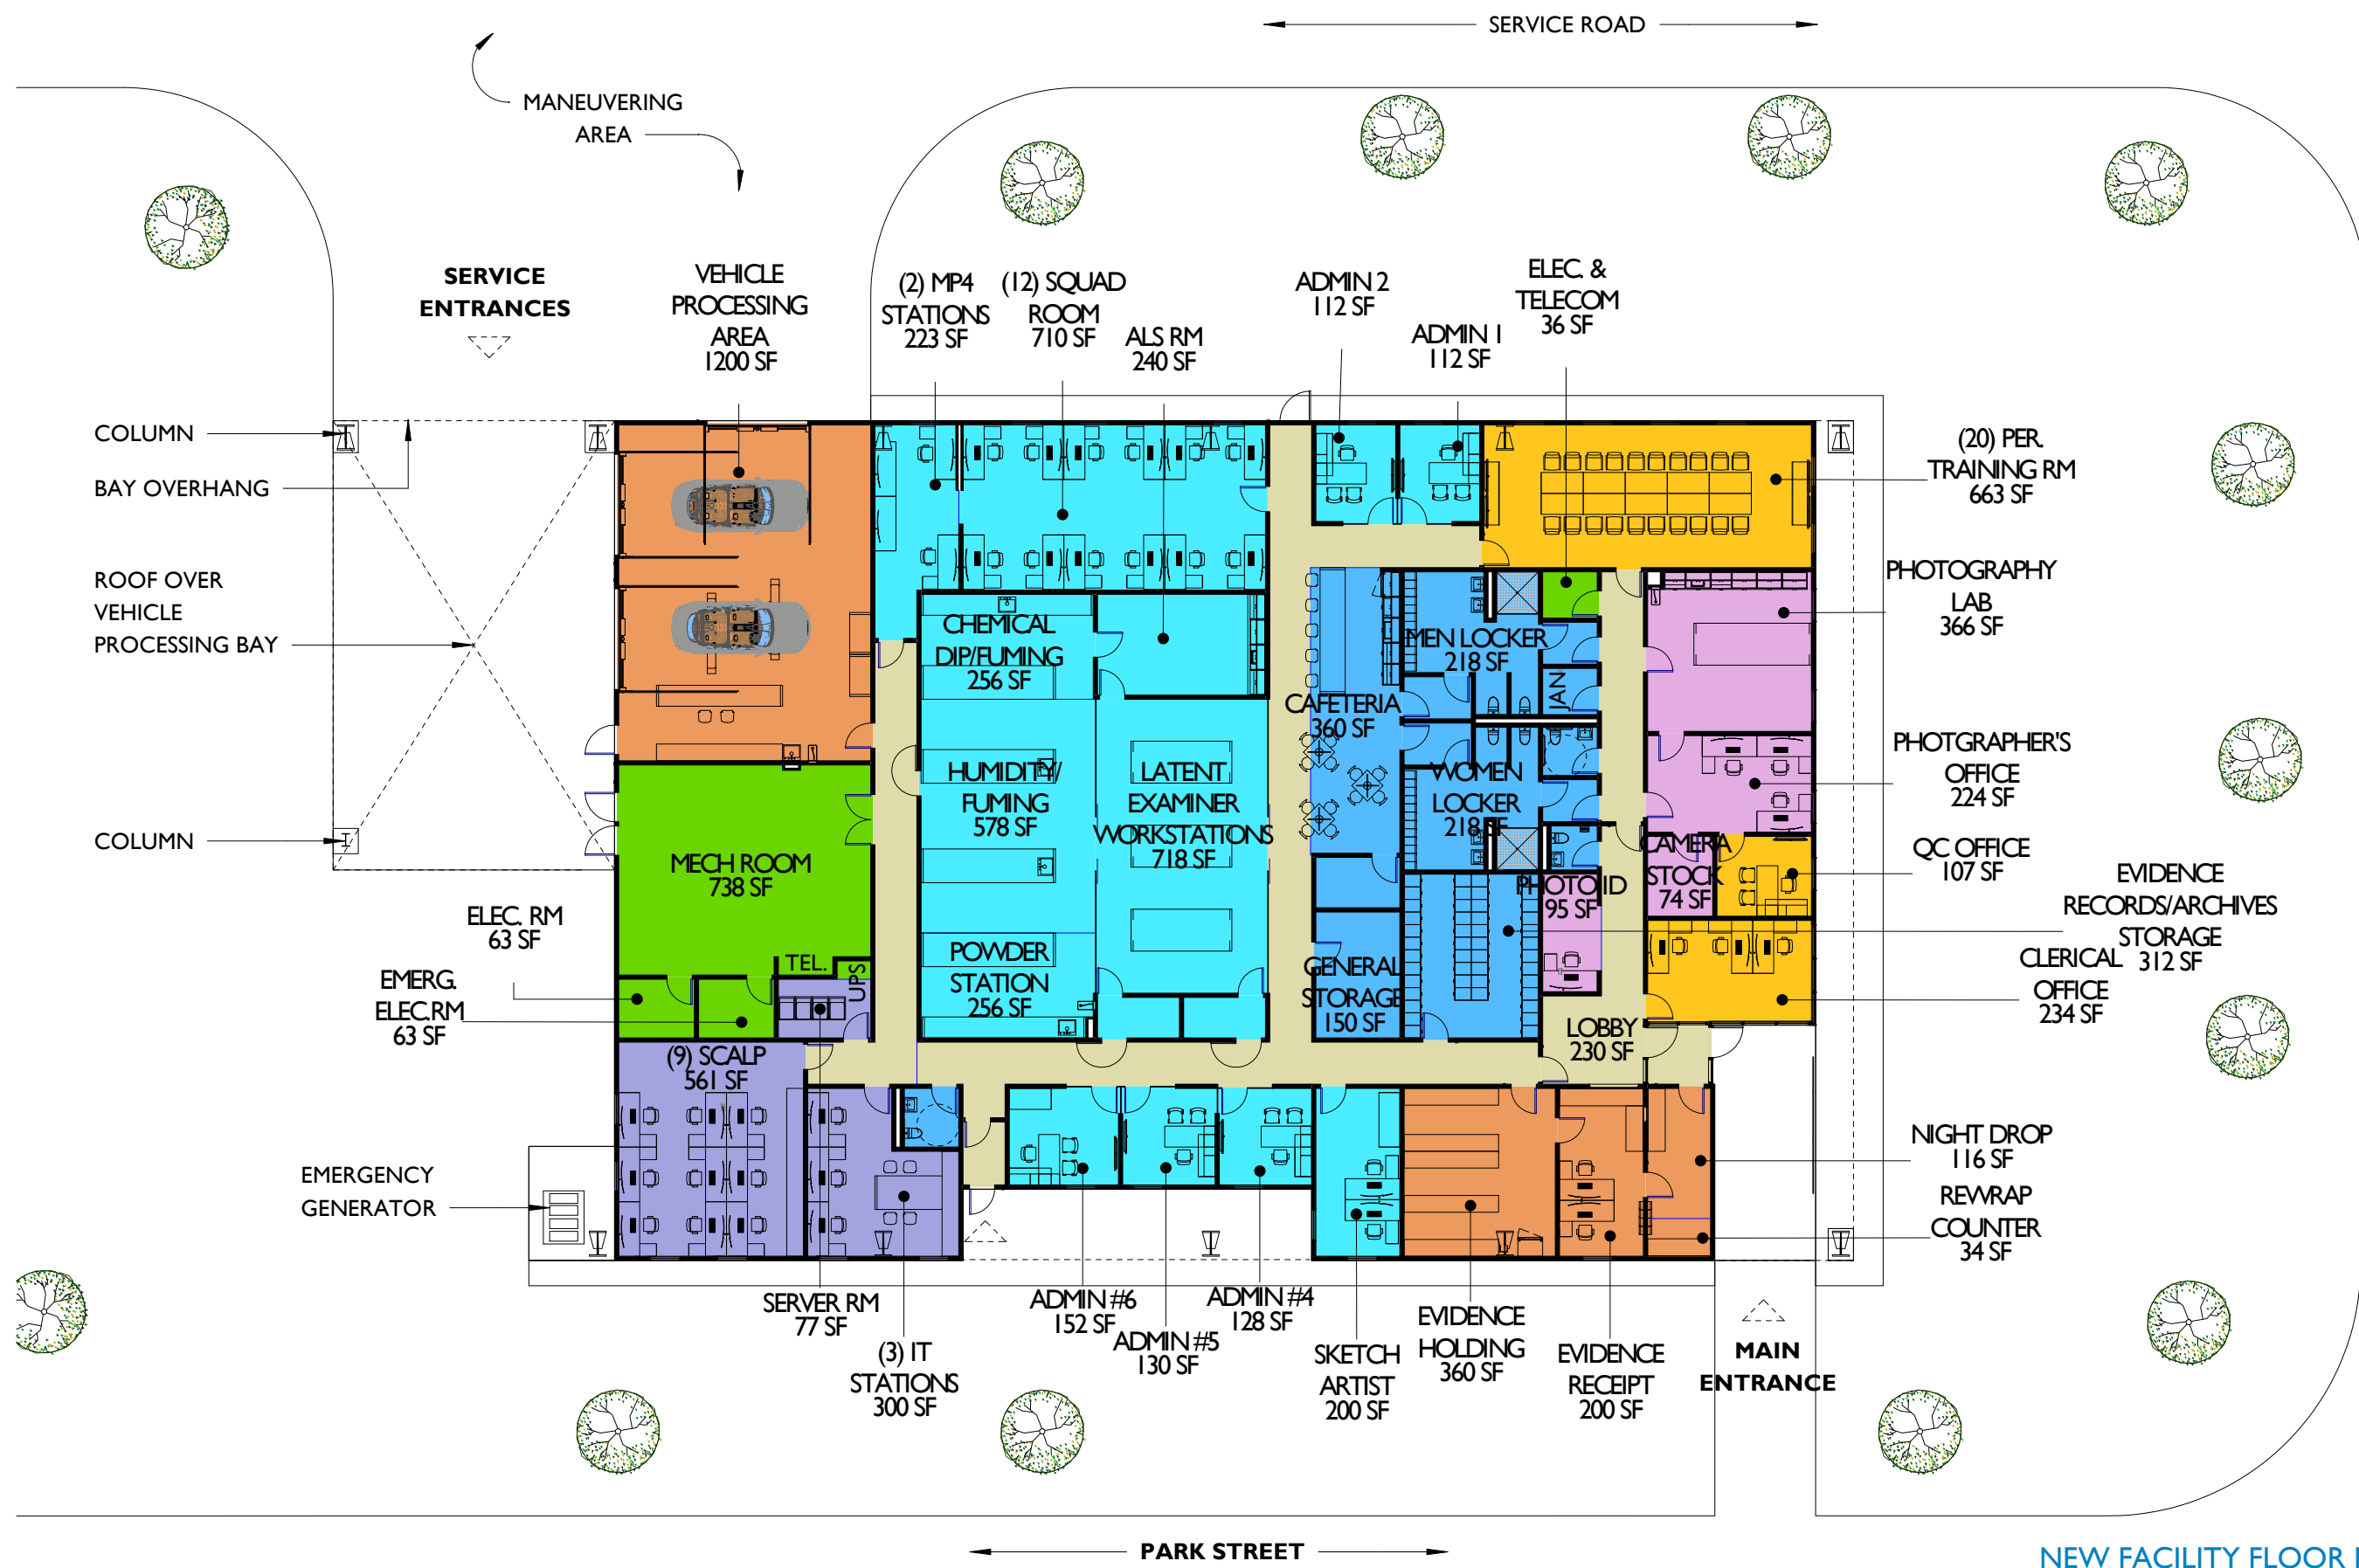 SERVICE ROAD
MANEUVERING
AREA
SERVICE
ENTRANCES
VEHICLE
PROCESSING
AREA
1200 SF
(2) MP4
STATIONS
223 SF
(12) SQUAD
ROOM
710 SF
ALS RM
240 SF
ADMIN 2
112 SF
ADMIN 1
112 SF
ELEC. &
TELECOM
36 SF
COLUMN
BAY OVERHANG
ROOF OVER
VEHICLE
PROCESSING BAY
COLUMN
(20) PER.
TRAINING RM
663 SF
PHOTOGRAPHY
LAB
366 SF
PHOTGRAPHER'S
OFFICE
224 SF
QC OFFICE
107 SF
EVIDENCE
RECORDS/ARCHIVES
STORAGE
312 SF
CLERICAL
OFFICE
234 SF
CHEMICAL
DIP/FUMING
256 SF
MEN LOCKER
218 SF
JAN
CAFETERIA
360 SF
HUMIDITY/
FUMING
578 SF
LATENT
EXAMINER
WORKSTATIONS
718 SF
WOMEN
LOCKER
218 SF
CAMERA
STOCK
74 SF
MECH ROOM
738 SF
PHOTO ID
95 SF
ELEC. RM
63 SF
EMERG.
ELEC.RM
63 SF
TEL.
UPS
POWDER
STATION
256 SF
GENERAL
STORAGE
150 SF
LOBBY
230 SF
(9) SCALP
561 SF
EMERGENCY
GENERATOR
NIGHT DROP
116 SF
REWRAP
COUNTER
34 SF
SERVER RM
77 SF
(3) IT
STATIONS
300 SF
ADMIN #6
152 SF
ADMIN #5
130 SF
ADMIN #4
128 SF
SKETCH
ARTIST
200 SF
EVIDENCE
HOLDING
360 SF
EVIDENCE
RECEIPT
200 SF
MAIN
ENTRANCE
PARK STREET
NEW FACILITY FLOOR